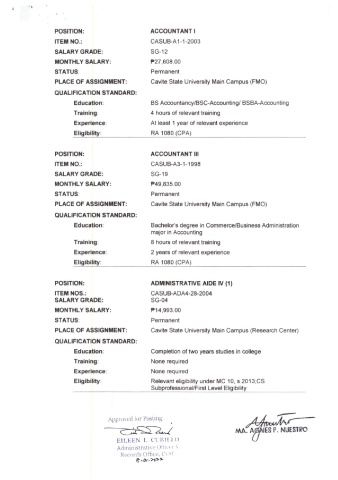 POSITION: ACCOUNTANT I
ITEM NO.: CASUB-A1-1-2003
SALARY GRADE: SG-12
MONTHLY SALARY: ₱27,608.00
STATUS: Permanent
PLACE OF ASSIGNMENT: Cavite State University Main Campus (FMO)
QUALIFICATION STANDARD:
Education: BS Accountancy/BSC-Accounting/ BSBA-Accounting
Training: 4 hours of relevant training
Experience: At least 1 year of relevant experience
Eligibility: RA 1080 (CPA)
POSITION: ACCOUNTANT III
ITEM NO.: CASUB-A3-1-1998
SALARY GRADE: SG-19
MONTHLY SALARY: ₱49,835.00
STATUS: Permanent
PLACE OF ASSIGNMENT: Cavite State University Main Campus (FMO)
QUALIFICATION STANDARD:
Education: Bachelor's degree in Commerce/Business Administration
major in Accounting
Training: 8 hours of relevant training
Experience: 2 years of relevant experience
Eligibility: RA 1080 (CPA)
POSITION: ADMINISTRATIVE AIDE IV (1)
ITEM NOS.: CASUB-ADA4-28-2004
SALARY GRADE: SG-04
MONTHLY SALARY: ₱14,993.00
STATUS: Permanent
PLACE OF ASSIGNMENT: Cavite State University Main Campus (Research Center)
QUALIFICATION STANDARD:
Education: Completion of two years studies in college
Training: None required
Experience: None required
Eligibility: Relevant eligibility under MC 10, s 2013;CS
Subprofessional/First Level Eligibility
Approved for Posting
EILEEN L. CUBILLO
Administrative Officer V
Records Office,
MA. AGNES F. NUESTRO